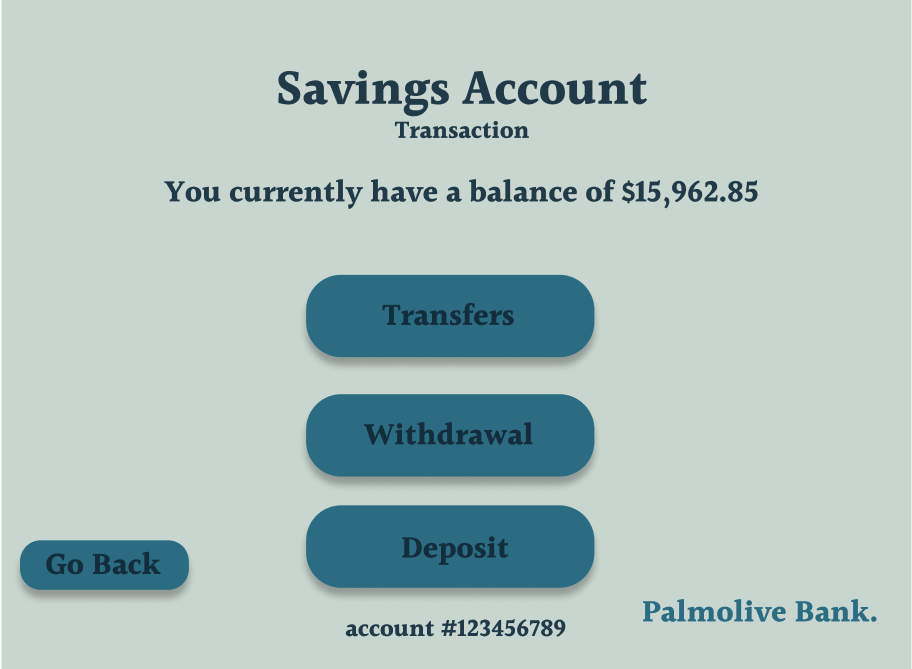 Savings Account
Transaction
You currently have a balance of $15,962.85
Transfers
Withdrawal
Deposit
Go Back
Palmolive Bank.
account #123456789